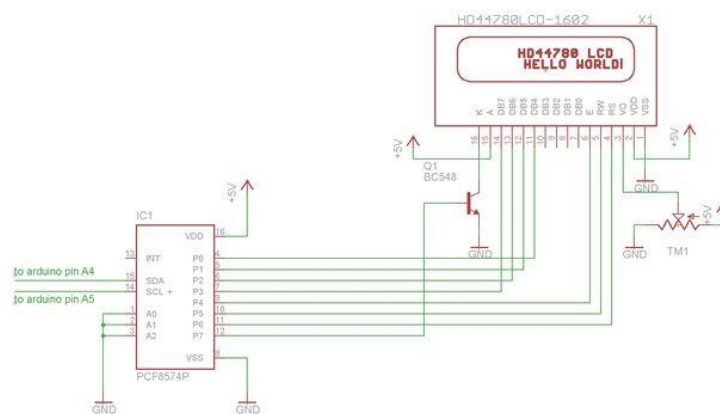 HD44780LCD-1602
X1
HD44780 LCD
HELLO WORLD!
K
A
DB7
DB6
DB5
DB4
DB3
DB2
DB1
DB0
E
RW
RS
VO
VDD
VSS
16
15
14
13
12
11
10
9
8
7
6
5
4
3
2
1
+5V
+5V
Q1
BC548
GND
GND
+5V
GND
TM1
+5V
IC1
VDD
16
13
INT
P0
4
P1
5
to arduino pin A4
15
SDA
P2
6
14
SCL +
P3
7
to arduino pin A5
P4
9
1
A0
P5
10
2
A1
P6
11
3
A2
P7
12
VSS
8
PCF8574P
GND
GND